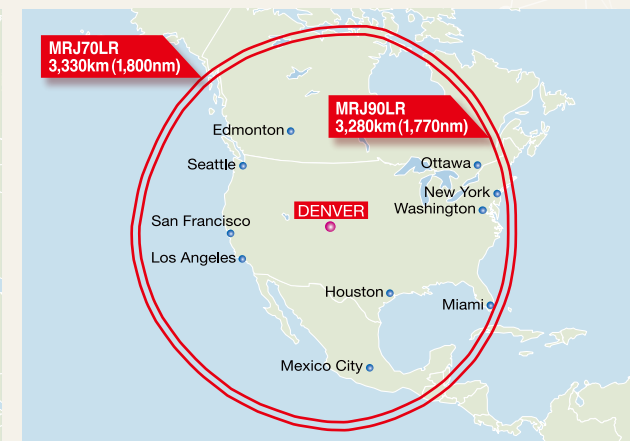 MRJ70LR
3,330km (1,800nm)
MRJ90LR
3,280km (1,770nm)
Edmonton
Seattle
Ottawa
New York
Washington
DENVER
San Francisco
Los Angeles
Houston
Miami
Mexico City